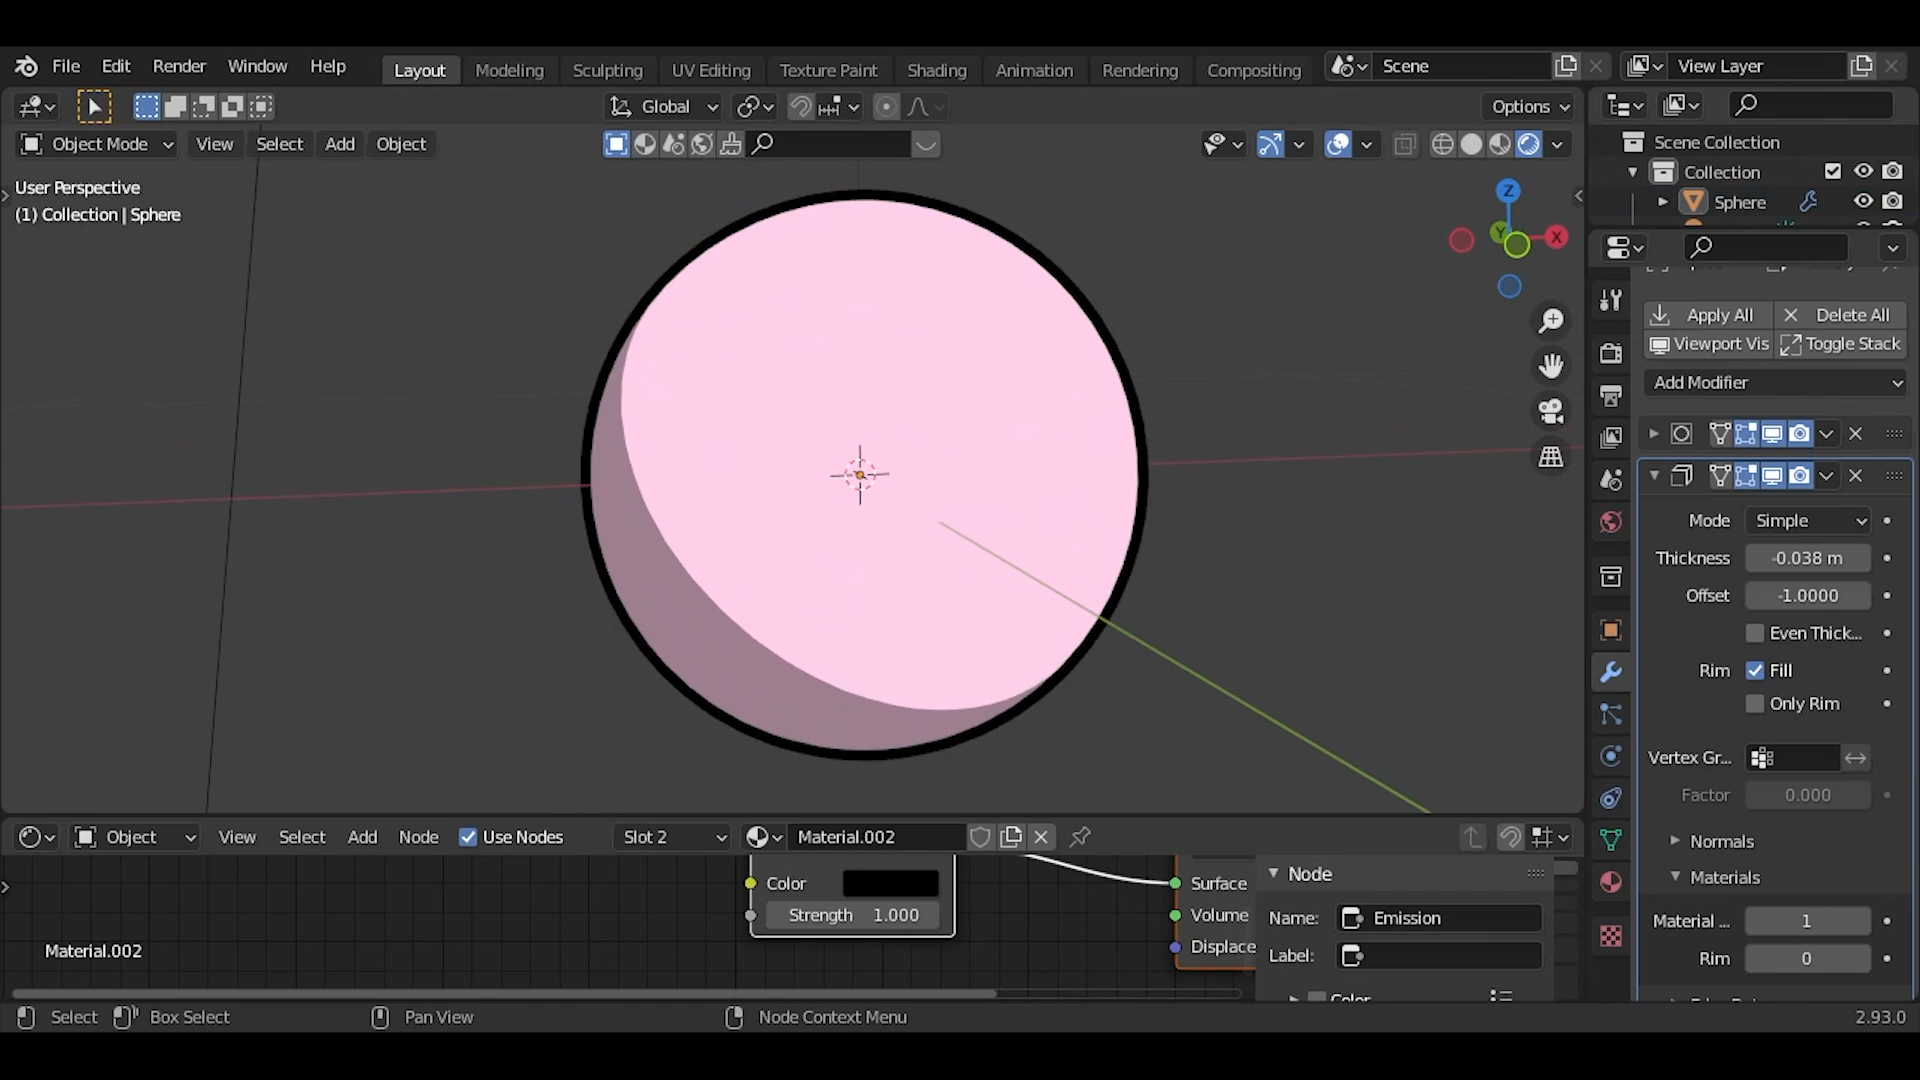 File Edit Render Window Help Layout Modeling Sculpting UV Editing Texture Paint Shading Animation Rendering Compositing Scene View Layer
Global Options
Object Mode View Select Add Object
Scene Collection
Collection
Sphere
User Perspective
(1) Collection | Sphere
Z
Y
X
Apply All Delete All
Viewport Vis Toggle Stack
Add Modifier
Mode Simple
Thickness -0.038 m
Offset -1.0000
Even Thick...
Rim Fill
Only Rim
Vertex Gr...
Factor 0.000
Normals
Materials
Material ... 1
Rim 0
Object View Select Add Node Use Nodes Slot 2 Material.002
Color
Strength 1.000
Surface
Volume
Displace
Node
Name: Emission
Label:
Color
Material.002
Select Box Select Pan View Node Context Menu 2.93.0